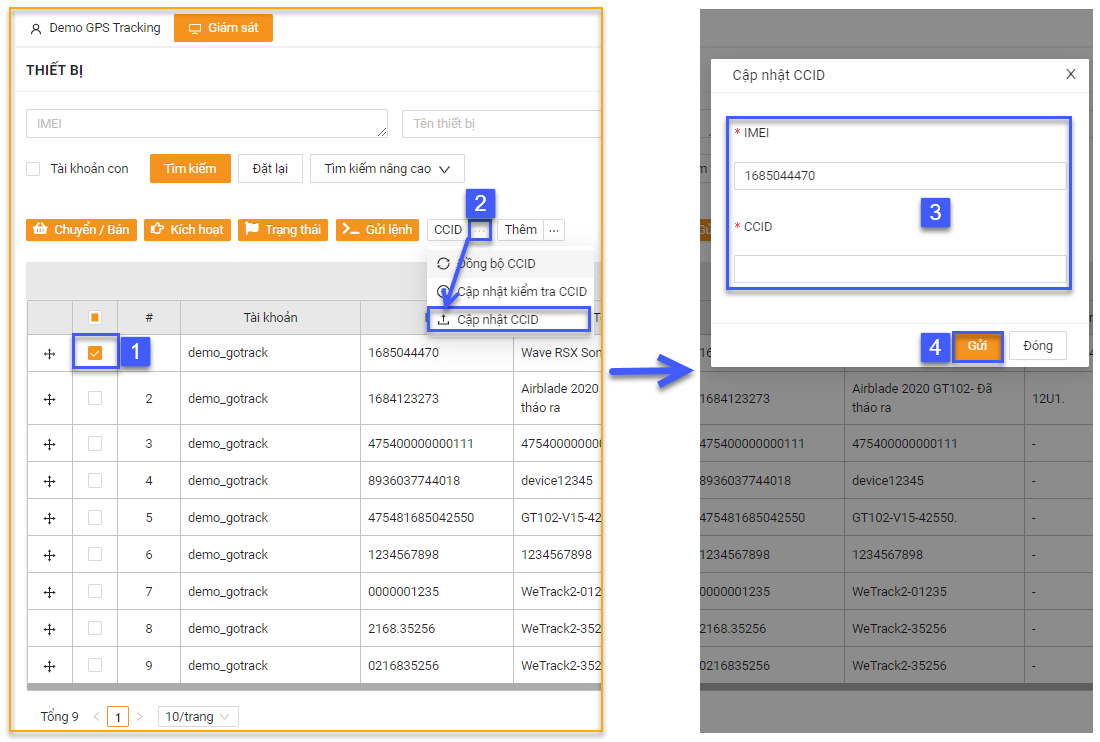 Demo GPS Tracking Giám sát
THIẾT BỊ
IMEI Tên thiết bị
Tài khoản con Tìm kiếm Đặt lại Tìm kiếm nâng cao
2
Chuyển / Bán Kích hoạt Trạng thái Gửi lệnh CCID ... Thêm ...
Đồng bộ CCID
Cập nhật kiểm tra CCID
Cập nhật CCID
# Tài khoản
1
demo_gotrack 1685044470 Wave RSX Son
2 demo_gotrack 1684123273 Airblade 2020
tháo ra
3 demo_gotrack 475400000000111 47540000000
4 demo_gotrack 8936037744018 device12345
5 demo_gotrack 475481685042550 GT102-V15-42
6 demo_gotrack 1234567898 1234567898
7 demo_gotrack 0000001235 WeTrack2-012
8 demo_gotrack 2168.35256 WeTrack2-352
9 demo_gotrack 0216835256 WeTrack2-352
Tổng 9 < 1 > 10/trang
Cập nhật CCID X
* IMEI
1685044470
3
* CCID
4 Gửi Đóng
1684123273 Airblade 2020 GT102- Đã
tháo ra 12U1.
475400000000111 475400000000111 -
8936037744018 device12345 -
475481685042550 GT102-V15-42550. -
1234567898 1234567898 -
0000001235 WeTrack2-01235 -
2168.35256 WeTrack2-35256 -
0216835256 WeTrack2-35256 -